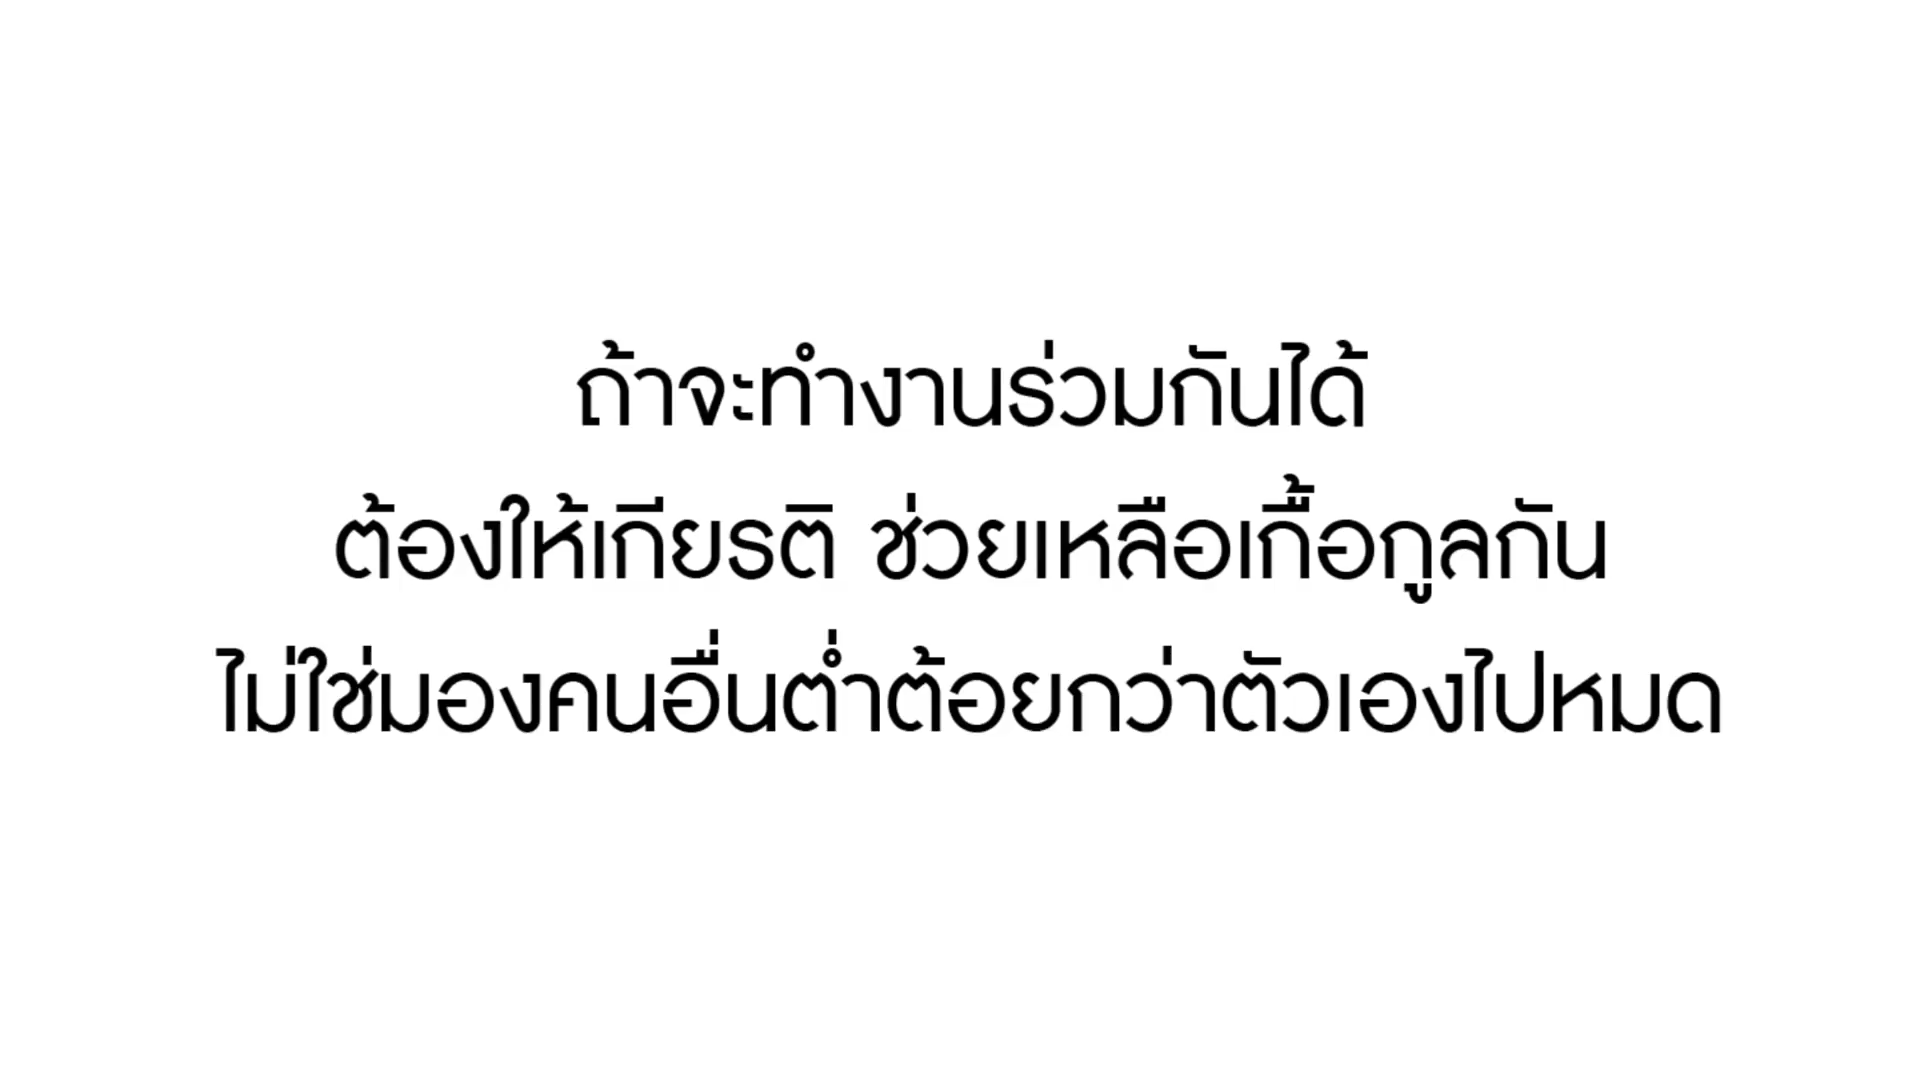 ถ้าจะทำงานร่วมกันได้
ต้องให้เกียรติ ช่วยเหลือเกื้อกูลกัน
ไม่ใช่มองคนอื่นต่ำต้อยกว่าตัวเองไปหมด